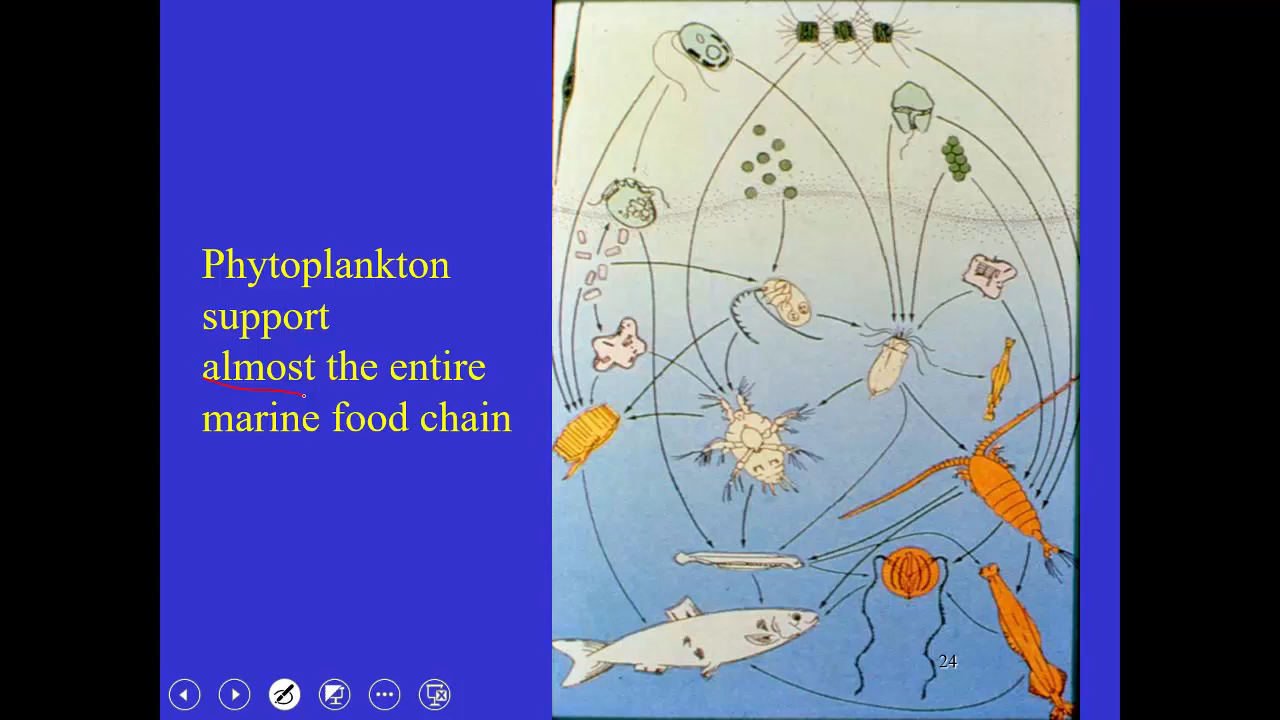 Phytoplankton
support
almost the entire
marine food chain
24